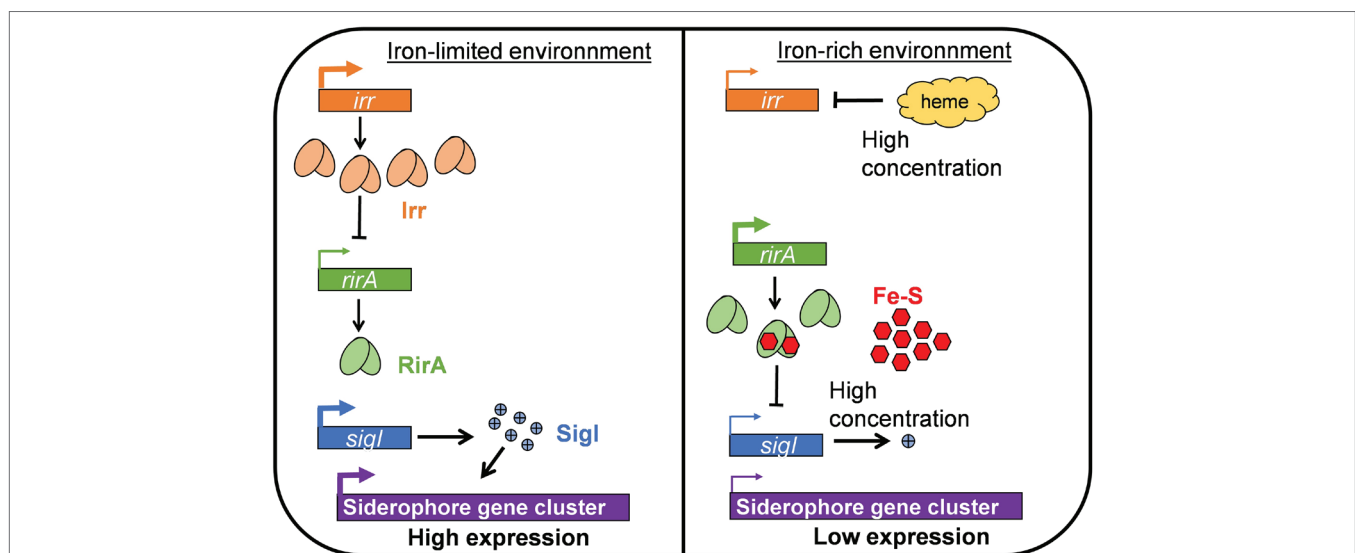 Iron-limited environnment
irr
Irr
rirA
RirA
sigI
SigI
Siderophore gene cluster
High expression
Iron-rich environnment
irr
heme
High
concentration
rirA
Fe-S
High
concentration
sigI
Siderophore gene cluster
Low expression